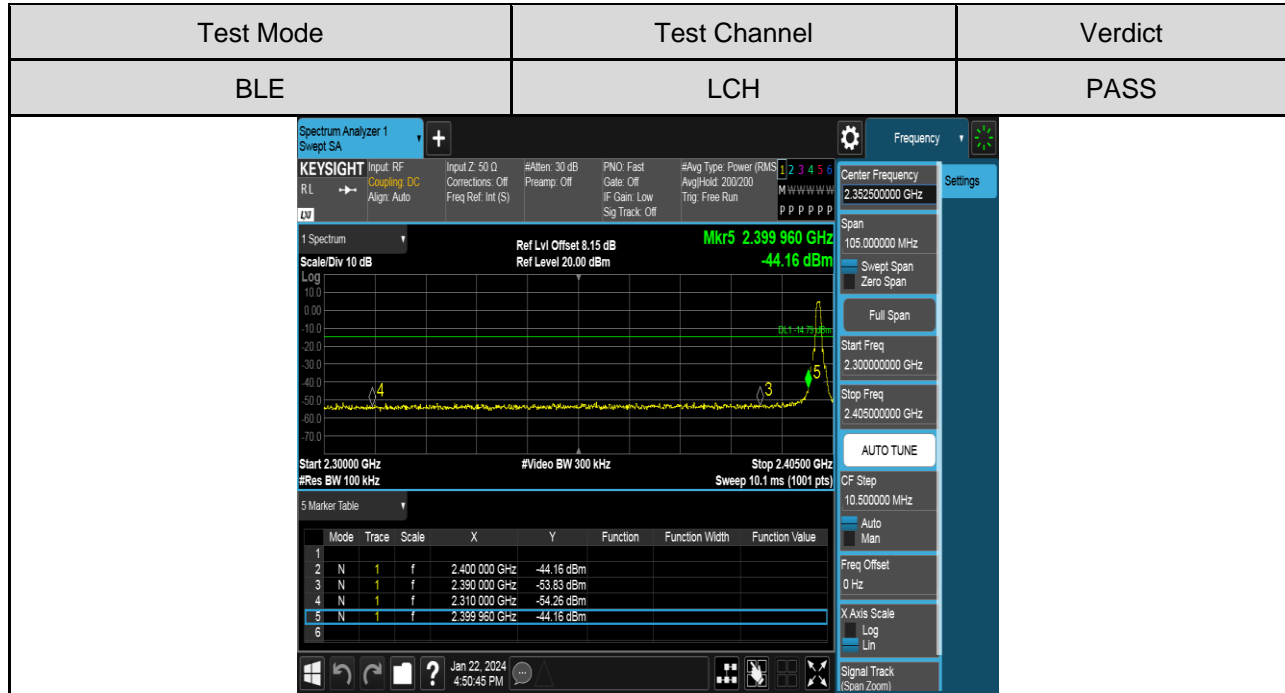 Test Mode Test Channel Verdict
BLE LCH PASS
Spectrum Analyzer 1
Swept SA
+
Frequency
KEYSIGHT Input: RF Input Z: 50 Ω #Atten: 30 dB PNO: Fast #Avg Type: Power (RMS 1 2 3 4 5 6
RL Coupling: DC Corrections: Off Preamp: Off Gate: Off Avg|Hold: 200/200 M W W W W W
Align: Auto Freq Ref: Int (S) IF Gain: Low Trig: Free Run
LXI Sig Track: Off P P P P P P
1 Spectrum
Ref Lvl Offset 8.15 dB
Mkr5 2.399 960 GHz
Scale/Div 10 dB Ref Level 20.00 dBm -44.16 dBm
Log
10.0
0.00
-10.0
DL1 -14.79 dBm
-20.0
-30.0
-40.0
5
4
3
-50.0
-60.0
-70.0
Start 2.30000 GHz #Video BW 300 kHz Stop 2.40500 GHz
#Res BW 100 kHz Sweep 10.1 ms (1001 pts)
5 Marker Table
Mode Trace Scale X Y Function Function Width Function Value
1
2 N 1 f 2.400 000 GHz -44.16 dBm
3 N 1 f 2.390 000 GHz -53.83 dBm
4 N 1 f 2.310 000 GHz -54.26 dBm
5 N 1 f 2.399 960 GHz -44.16 dBm
6
?
Jan 22, 2024
4:50:45 PM
Center Frequency
2.352500000 GHz
Settings
Span
105.000000 MHz
Swept Span
Zero Span
Full Span
Start Freq
2.300000000 GHz
Stop Freq
2.405000000 GHz
AUTO TUNE
CF Step
10.500000 MHz
Auto
Man
Freq Offset
0 Hz
X Axis Scale
Log
Lin
Signal Track
(Span Zoom)